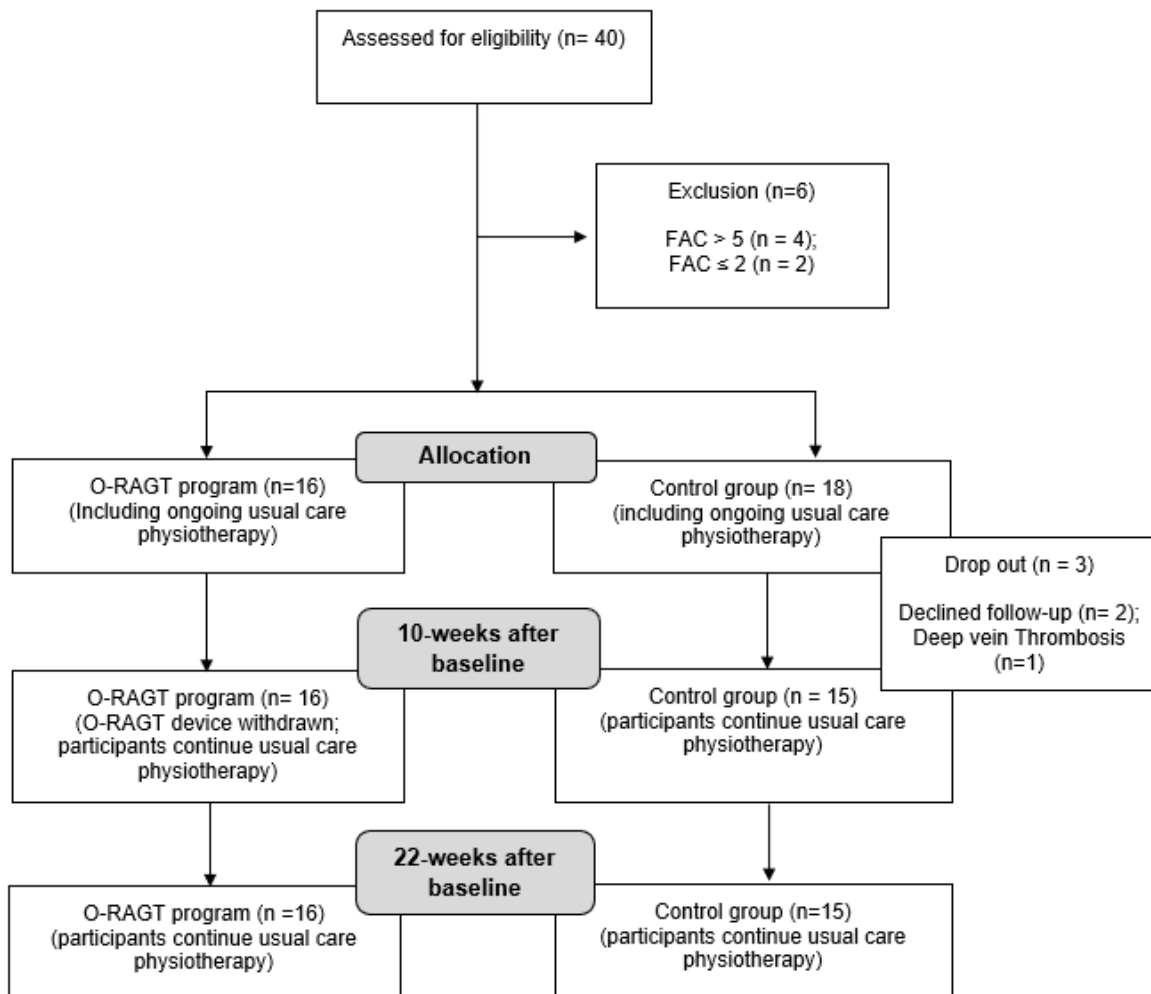 Assessed for eligibility (n= 40)
Exclusion (n=6)
FAC > 5 (n = 4);
FAC ≤ 2 (n = 2)
Allocation
O-RAGT program (n=16)
(Including ongoing usual care
physiotherapy)
Control group (n= 18)
(including ongoing usual care
physiotherapy)
Drop out (n = 3)
Declined follow-up (n= 2);
Deep vein Thrombosis
(n=1)
10-weeks after
baseline
O-RAGT program (n= 16)
(O-RAGT device withdrawn;
participants continue usual care
physiotherapy)
Control group (n = 15)
(participants continue usual care
physiotherapy)
22-weeks after
baseline
O-RAGT program (n =16)
(participants continue usual care
physiotherapy)
Control group (n=15)
(participants continue usual care
physiotherapy)